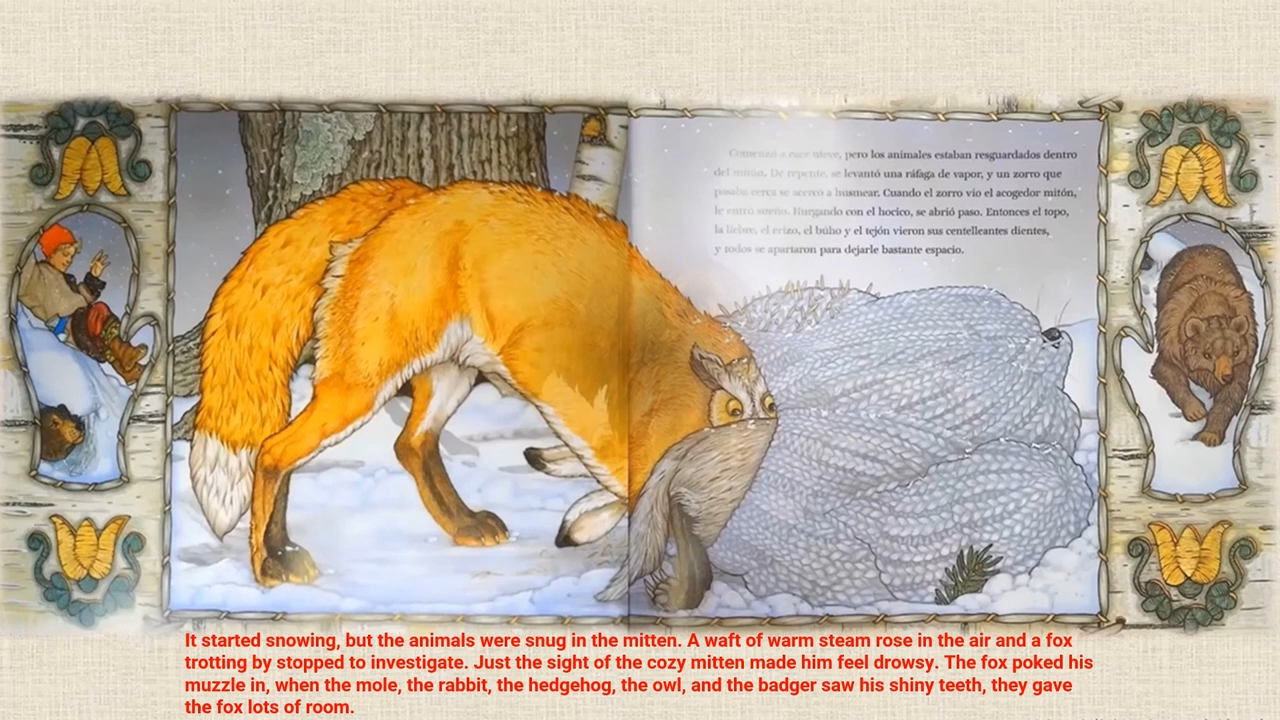 Comenzó a caer nieve, pero los animales estaban resguardados dentro
del mitón. De repente, se levantó una ráfaga de vapor, y un zorro que
pasaba cerca se acercó a husmear. Cuando el zorro vio el acogedor mitón,
le entró sueño. Hurgando con el hocico, se abrió paso. Entonces el topo,
la liebre, el erizo, el búho y el tejón vieron sus centelleantes dientes,
y todos se apartaron para dejarle bastante espacio.
It started snowing, but the animals were snug in the mitten. A waft of warm steam rose in the air and a fox
trotting by stopped to investigate. Just the sight of the cozy mitten made him feel drowsy. The fox poked his
muzzle in, when the mole, the rabbit, the hedgehog, the owl, and the badger saw his shiny teeth, they gave
the fox lots of room.